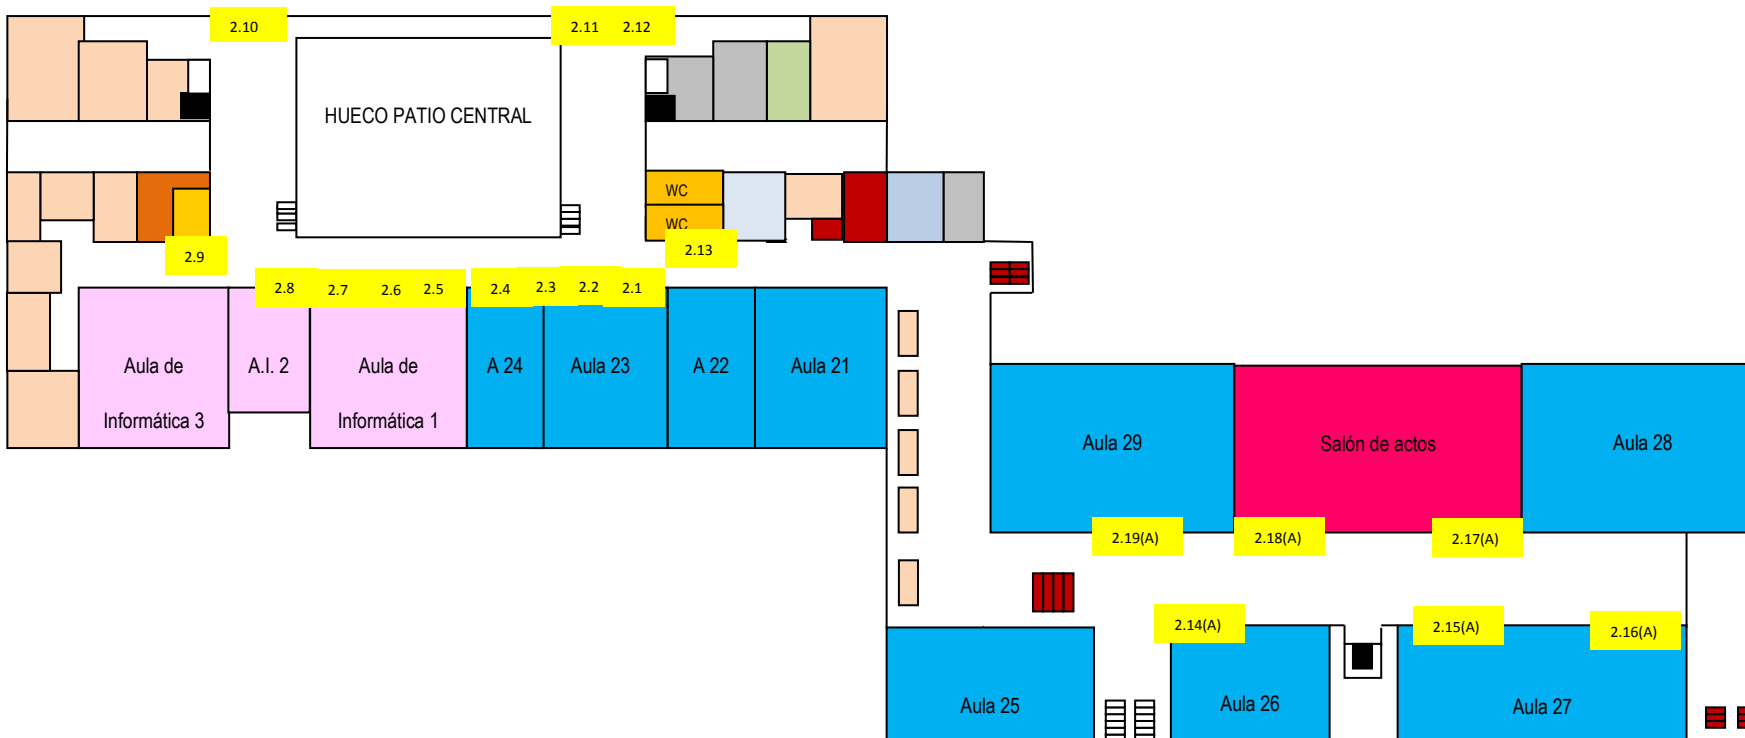 2.10
2.11
2.12
HUECO PATIO CENTRAL
WC
WC
2.13
2.9
2.8
2.7
2.6
2.5
2.4
2.3
2.2
2.1
Aula de
Informática 3
A.I. 2
Aula de
Informática 1
A 24
Aula 23
A 22
Aula 21
Aula 29
Salón de actos
Aula 28
2.19(A)
2.18(A)
2.17(A)
2.14(A)
2.15(A)
2.16(A)
Aula 25
Aula 26
Aula 27